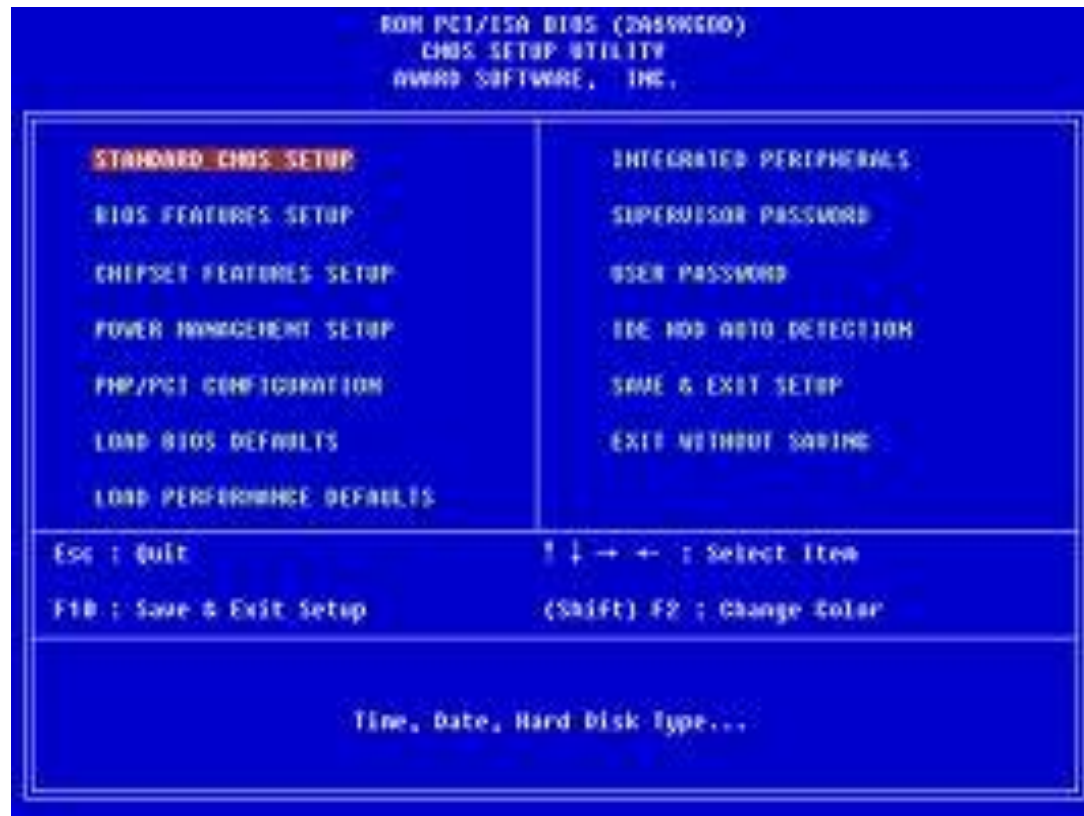 ROM PCI/ISA BIOS (2A69KG0D)
CMOS SETUP UTILITY
AWARD SOFTWARE, INC.
STANDARD CMOS SETUP
BIOS FEATURES SETUP
CHIPSET FEATURES SETUP
POWER MANAGEMENT SETUP
PNP/PCI CONFIGURATION
LOAD BIOS DEFAULTS
LOAD PERFORMANCE DEFAULTS
INTEGRATED PERIPHERALS
SUPERVISOR PASSWORD
USER PASSWORD
IDE HDD AUTO DETECTION
SAVE & EXIT SETUP
EXIT WITHOUT SAVING
Esc : Quit
↑ ↓ → ← : Select Item
F10 : Save & Exit Setup
(Shift) F2 : Change Color
Time, Date, Hard Disk Type...